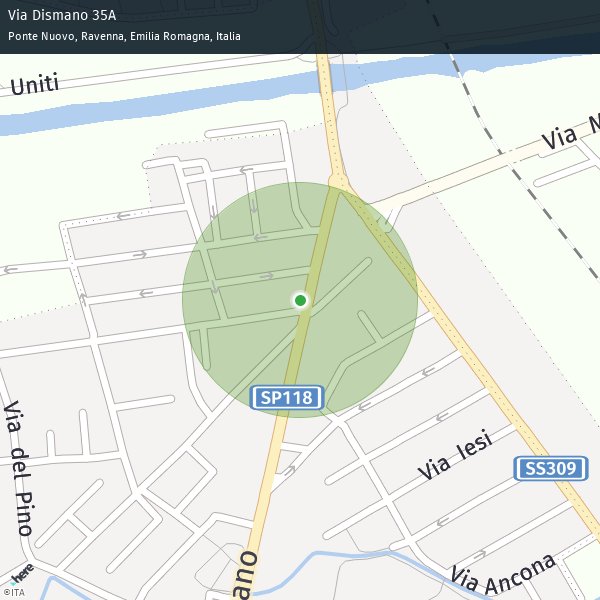 Via Dismano 35A
Ponte Nuovo, Ravenna, Emilia Romagna, Italia
Uniti
Via N
SP118
Via Iesi
SS309
Via del Pino
ano
Via Ancona
here
©ITA